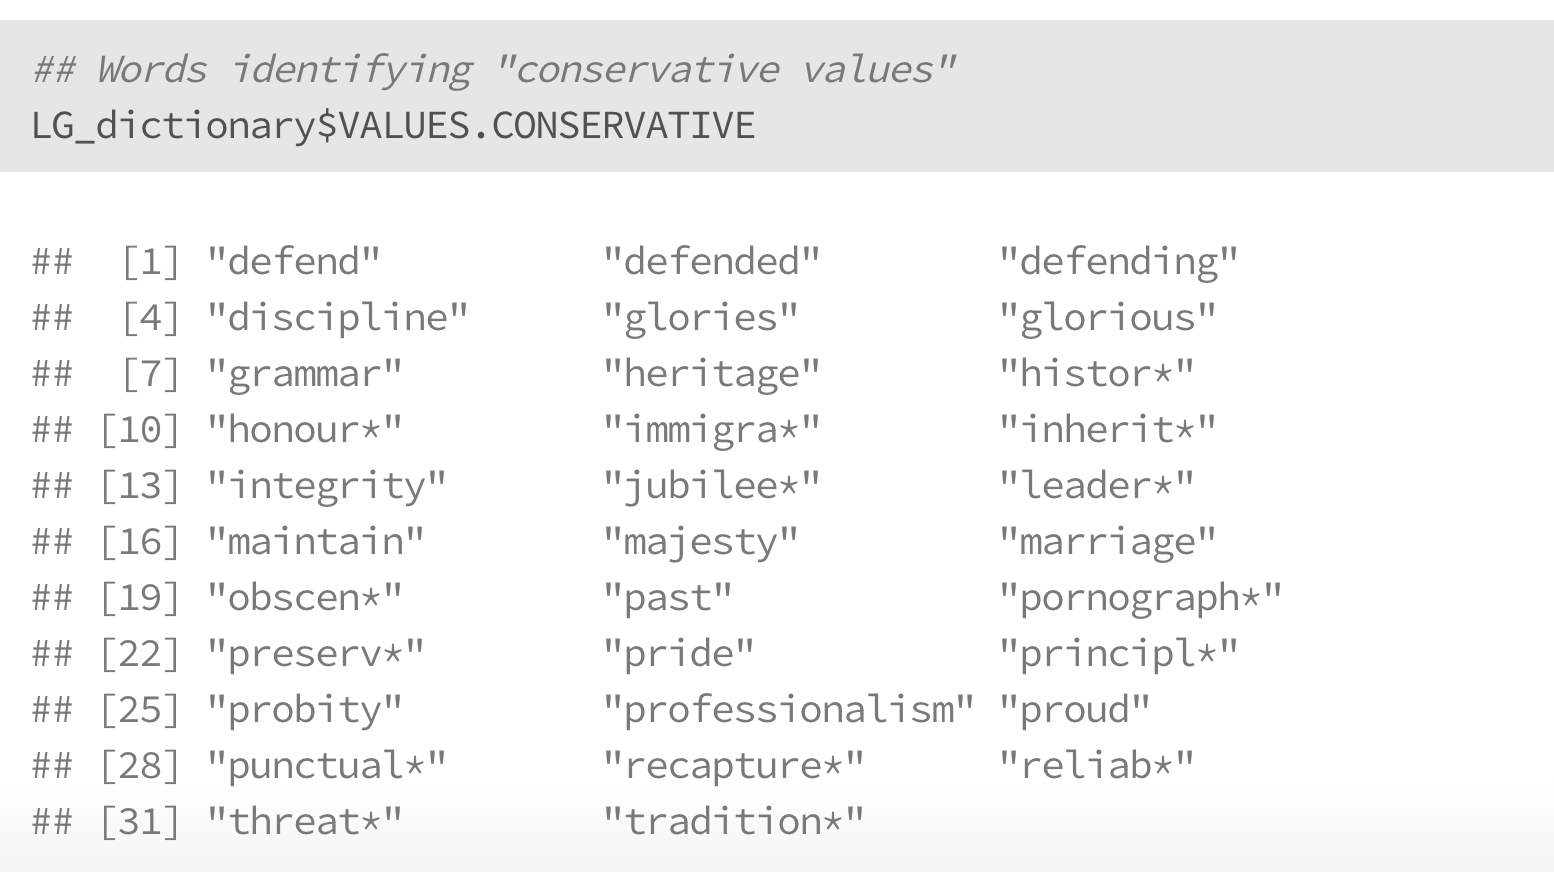 ## Words identifying "conservative values"
LG_dictionary$VALUES.CONSERVATIVE
##  [1] "defend"          "defended"        "defending"
##  [4] "discipline"      "glories"         "glorious"
##  [7] "grammar"         "heritage"        "histor*"
## [10] "honour*"         "immigra*"        "inherit*"
## [13] "integrity"       "jubilee*"        "leader*"
## [16] "maintain"        "majesty"         "marriage"
## [19] "obscen*"         "past"            "pornograph*"
## [22] "preserv*"        "pride"           "principl*"
## [25] "probity"         "professionalism" "proud"
## [28] "punctual*"       "recapture*"      "reliab*"
## [31] "threat*"         "tradition*"